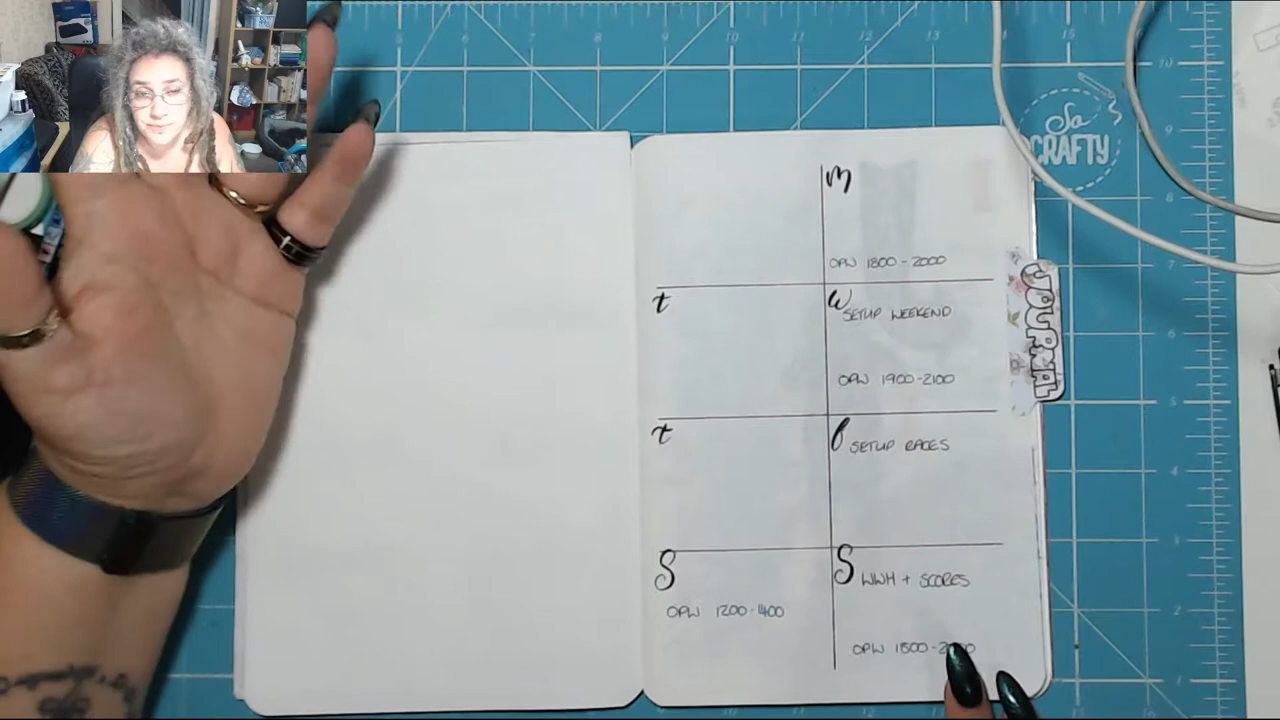 So
CRAFTY
m
OPW 1800-2000
t
W
SETUP WEEKEND
OPW 1900-2100
t
f
SETUP RACES
S
OPW 1200-1400
S
WWH + SCORES
JOURNAL